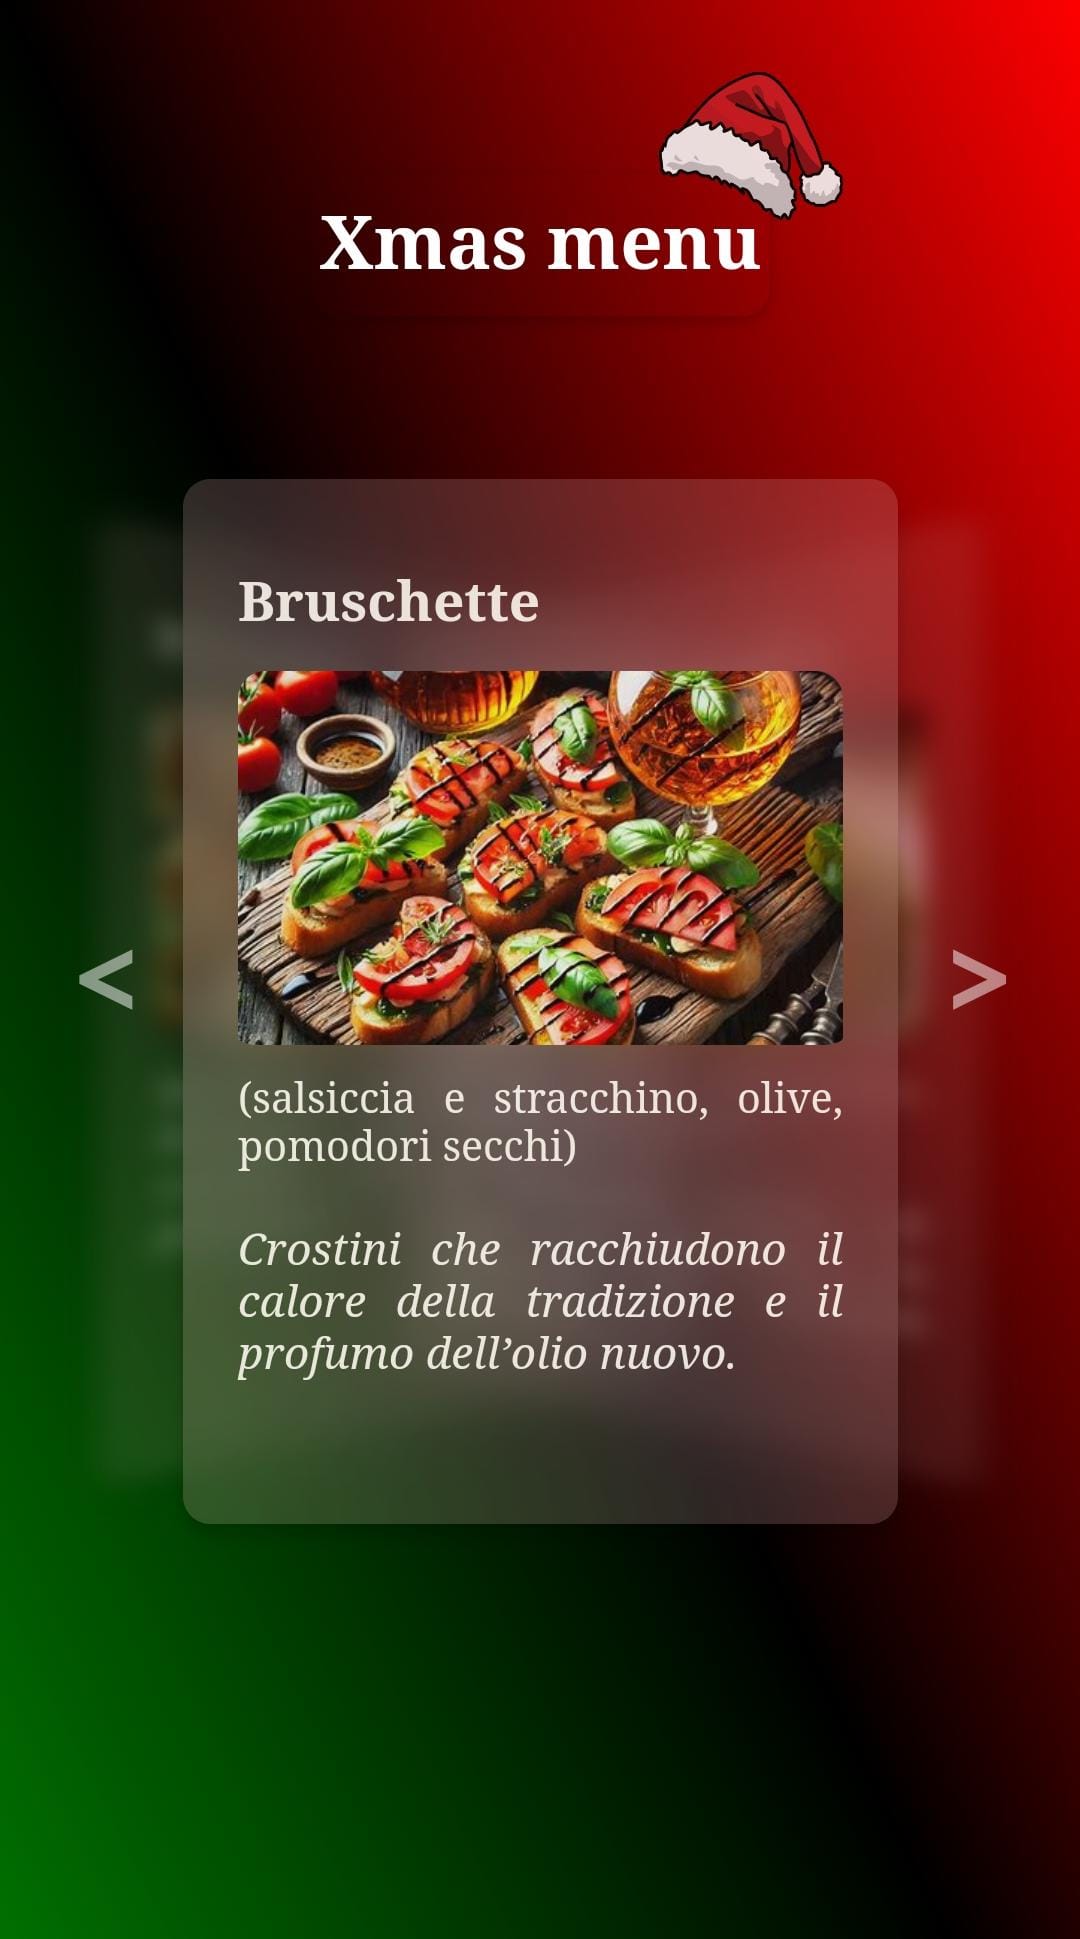 Xmas menu
Bruschette
(salsiccia e stracchino, olive,
pomodori secchi)
Crostini che racchiudono il
calore della tradizione e il
profumo dell’olio nuovo.
<
>